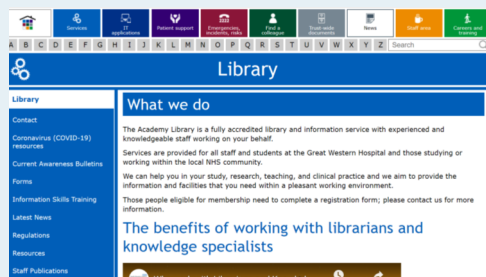 Services
IT applications
Patient support
Emergencies, incidents, risks
Find a colleague
Trust-wide documents
News
Staff area
Careers and training
A B C D E F G H I J K L M N O P Q R S T U V W X Y Z Search
Library
Library
Contact
Coronavirus (COVID-19)
resources
Current Awareness Bulletins
Forms
Information Skills Training
Latest News
Regulations
Resources
Staff Publications
What we do
The Academy Library is a fully accredited library and information service with experienced and
knowledgeable staff working on your behalf.
Services are provided for all staff and students at the Great Western Hospital and those studying or
working within the local NHS community.
We can help you in your study, research, teaching, and clinical practice and we aim to provide the
information and facilities that you need within a pleasant working environment.
Those people eligible for membership need to complete a registration form; please contact us for more
information.
The benefits of working with librarians and
knowledge specialists